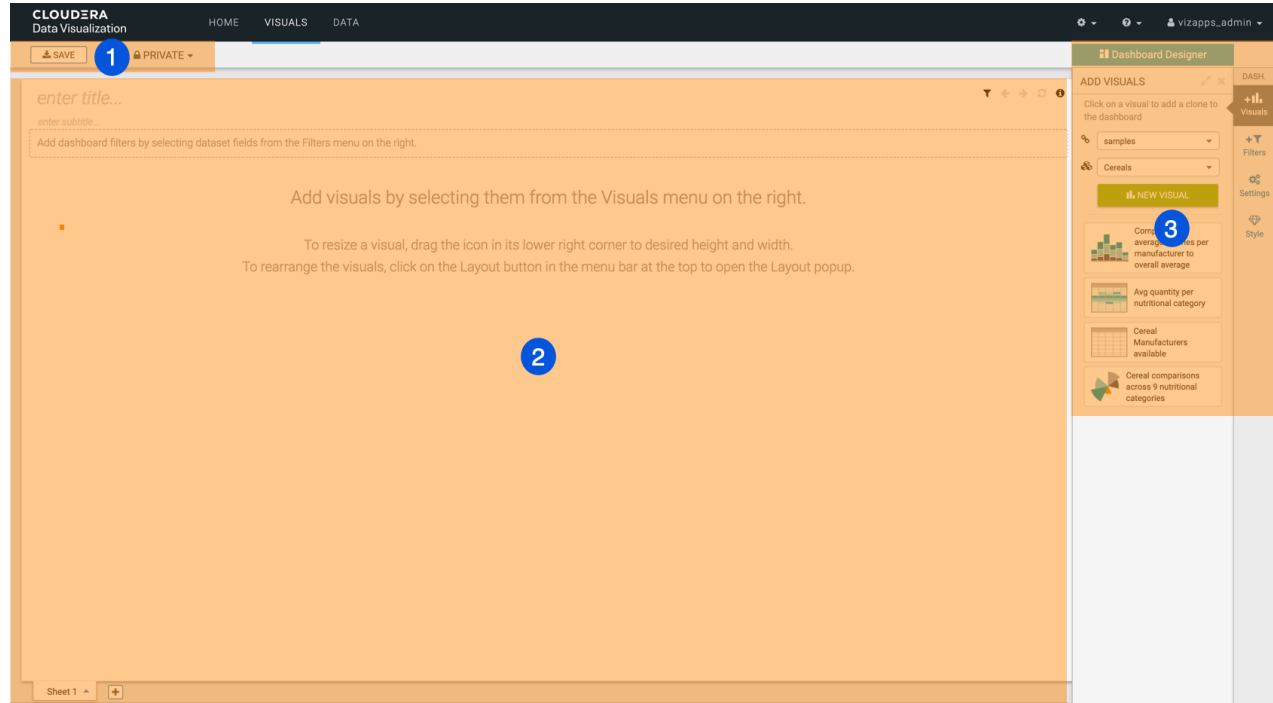 CLOUDERA
Data Visualization
HOME VISUALS DATA
vizapps_admin
SAVE
1
PRIVATE
Dashboard Designer
enter title...
enter subtitle...
Add dashboard filters by selecting dataset fields from the Filters menu on the right.
Add visuals by selecting them from the Visuals menu on the right.
To resize a visual, drag the icon in its lower right corner to desired height and width.
To rearrange the visuals, click on the Layout button in the menu bar at the top to open the Layout popup.
2
Sheet 1
ADD VISUALS
Click on a visual to add a clone to
the dashboard
samples
Cereals
NEW VISUAL
3
average
per
manufacturer to
overall average
Avg quantity per
nutritional category
Cereal
Manufacturers
available
Cereal comparisons
across 9 nutritional
categories
DASH.
Visuals
Filters
Settings
Style